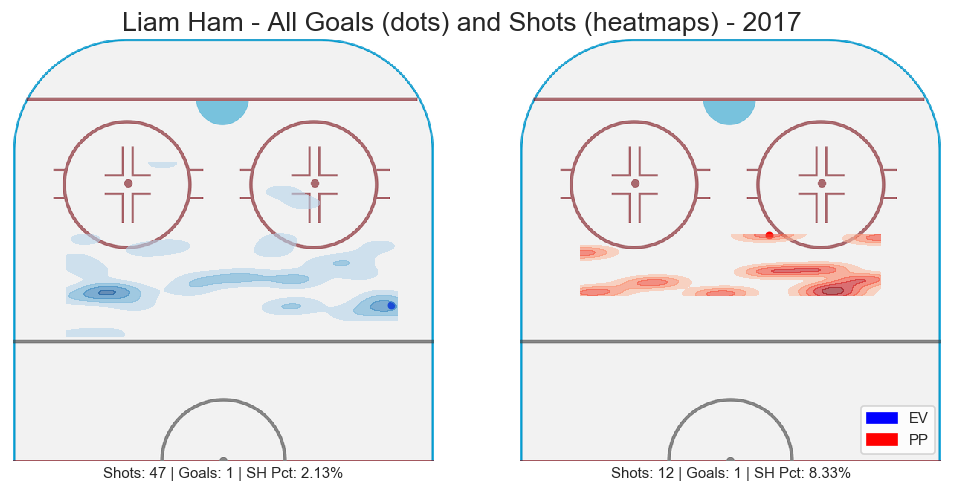 Liam Ham - All Goals (dots) and Shots (heatmaps) - 2017
EV
PP
Shots: 47 | Goals: 1 | SH Pct: 2.13%
Shots: 12 | Goals: 1 | SH Pct: 8.33%